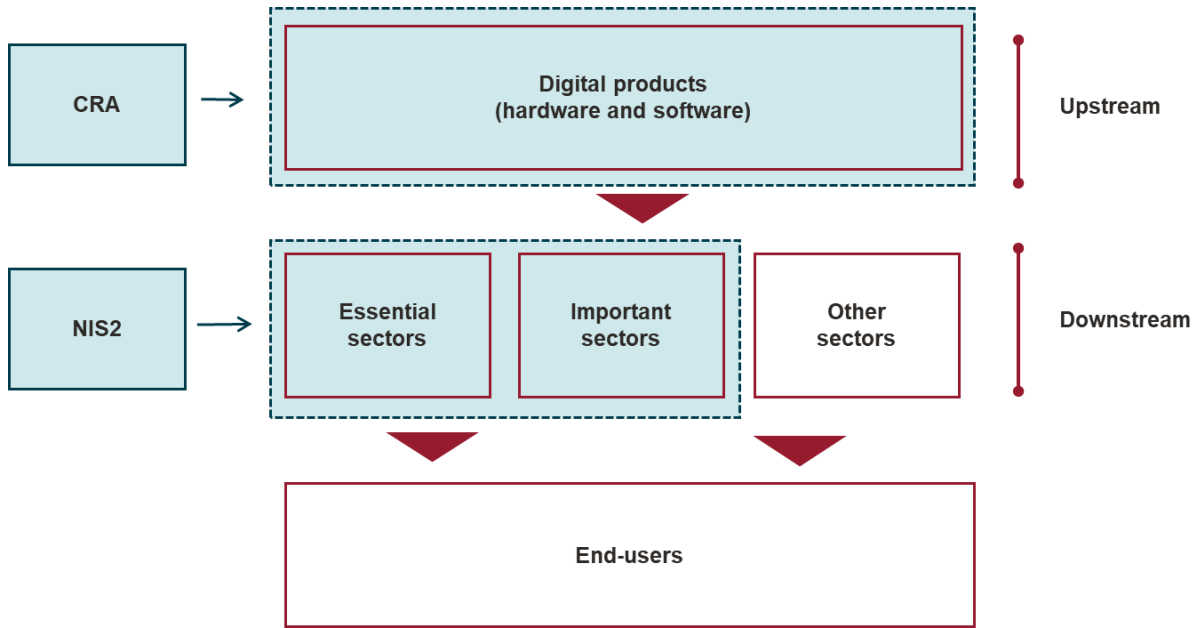 CRA
Digital products
(hardware and software)
Upstream
NIS2
Essential
sectors
Important
sectors
Other
sectors
Downstream
End-users